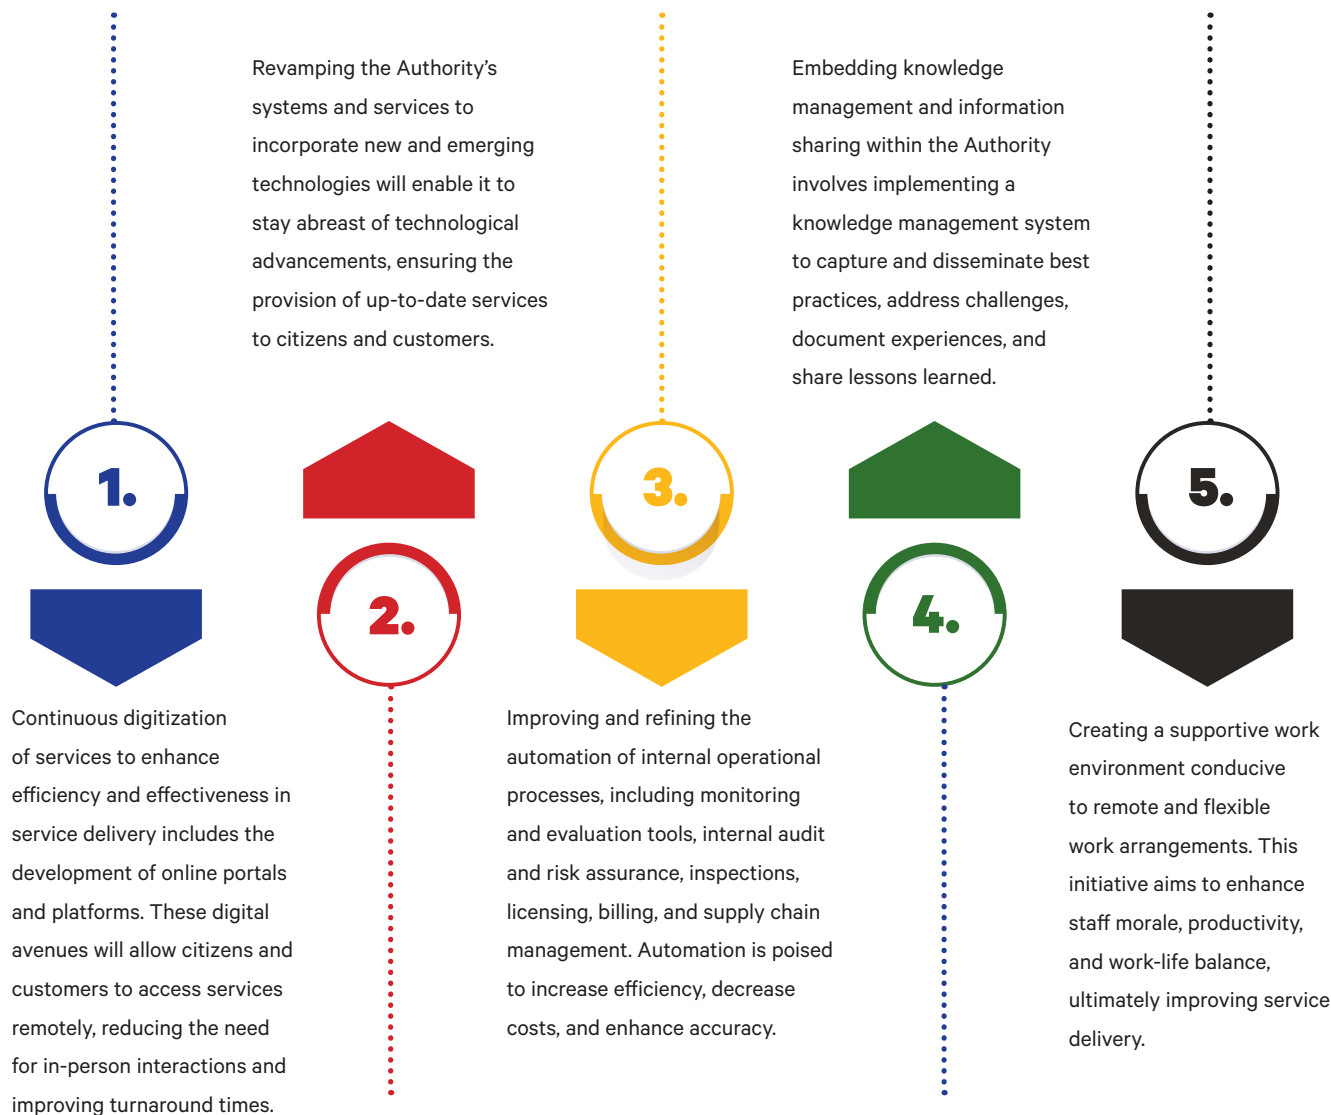 1.
Continuous digitization
of services to enhance
efficiency and effectiveness in
service delivery includes the
development of online portals
and platforms. These digital
avenues will allow citizens and
customers to access services
remotely, reducing the need
for in-person interactions and
improving turnaround times.
2.
Revamping the Authority’s
systems and services to
incorporate new and emerging
technologies will enable it to
stay abreast of technological
advancements, ensuring the
provision of up-to-date services
to citizens and customers.
3.
Improving and refining the
automation of internal operational
processes, including monitoring
and evaluation tools, internal audit
and risk assurance, inspections,
licensing, billing, and supply chain
management. Automation is poised
to increase efficiency, decrease
costs, and enhance accuracy.
4.
Embedding knowledge
management and information
sharing within the Authority
involves implementing a
knowledge management system
to capture and disseminate best
practices, address challenges,
document experiences, and
share lessons learned.
5.
Creating a supportive work
environment conducive
to remote and flexible
work arrangements. This
initiative aims to enhance
staff morale, productivity,
and work-life balance,
ultimately improving service
delivery.